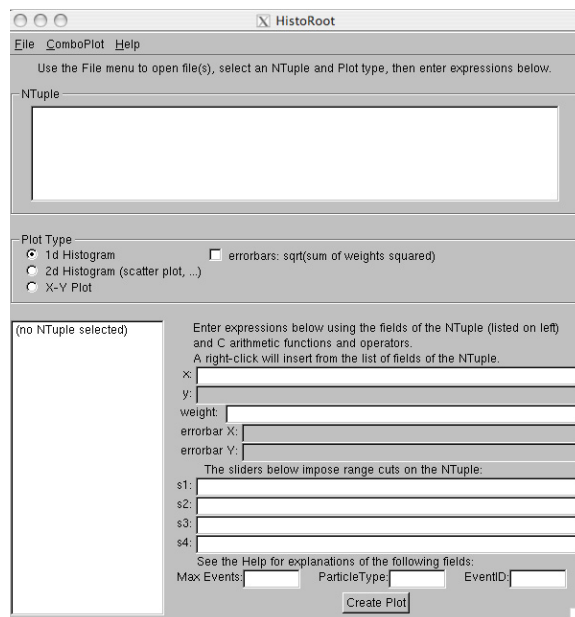 X HistoRoot
File ComboPlot Help
Use the File menu to open file(s), select an NTuple and Plot type, then enter expressions below.
NTuple
Plot Type
1d Histogram
errorbars: sqrt(sum of weights squared)
2d Histogram (scatter plot, ...)
X-Y Plot
(no NTuple selected)
Enter expressions below using the fields of the NTuple (listed on left)
and C arithmetic functions and operators.
A right-click will insert from the list of fields of the NTuple.
x:
y:
weight:
errorbar X:
errorbar Y:
The sliders below impose range cuts on the NTuple:
s1:
s2:
s3:
s4:
See the Help for explanations of the following fields:
Max Events: ParticleType: EventID:
Create Plot